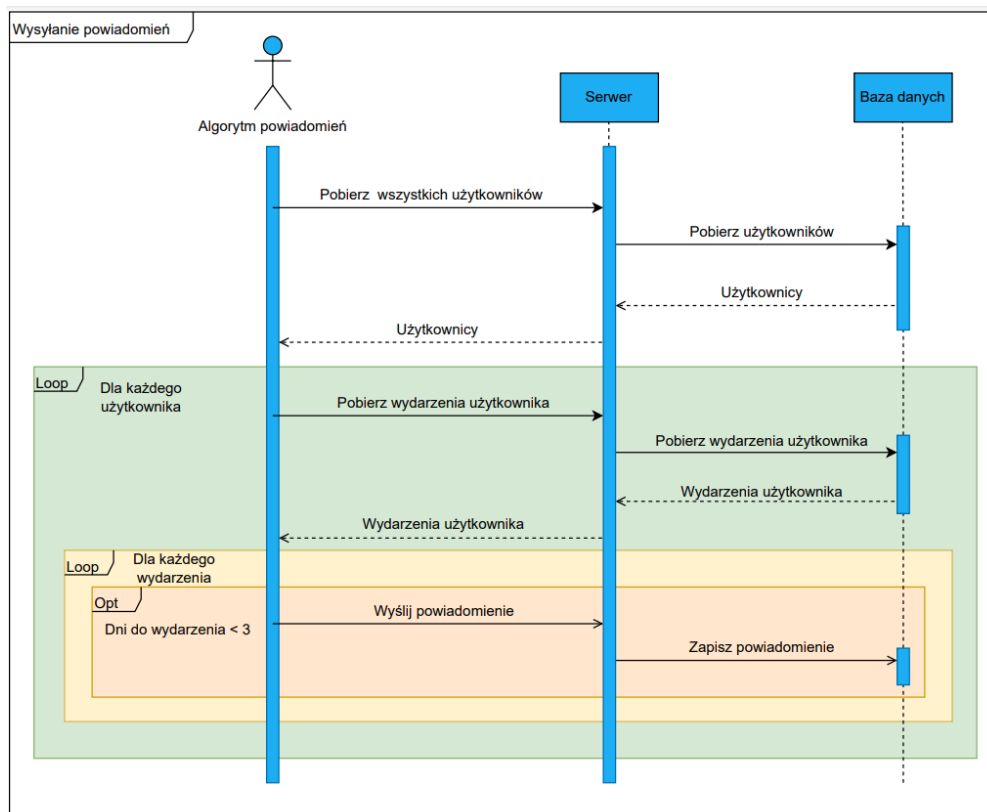 Wysyłanie powiadomień
Algorytm powiadomień
Serwer
Baza danych
Pobierz wszystkich użytkowników
Pobierz użytkowników
Użytkownicy
Użytkownicy
Loop
Dla każdego
użytkownika
Pobierz wydarzenia użytkownika
Pobierz wydarzenia użytkownika
Wydarzenia użytkownika
Wydarzenia użytkownika
Loop
Dla każdego
wydarzenia
Opt
Dni do wydarzenia < 3
Wyślij powiadomienie
Zapisz powiadomienie